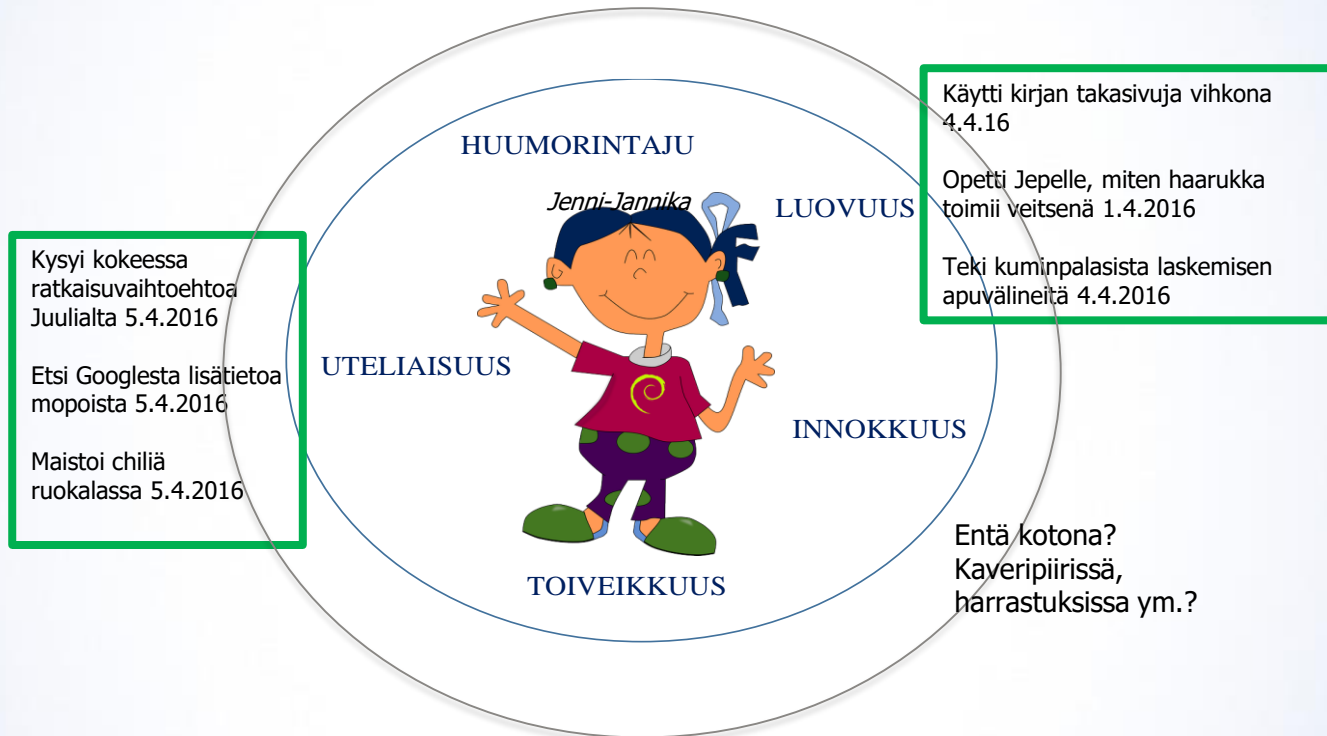 HUUMORINTAJU
Jenni-Jannika
LUOVUUS
UTELIAISUUS
INNOKKUUS
TOIVEIKKUUS
Kysyi kokeessa
ratkaisuvaihtoehtoa
Juulialta 5.4.2016
Etsi Googlesta lisätietoa
mopoista 5.4.2016
Maistoi chiliä
ruokalassa 5.4.2016
Käytti kirjan takasivuja vihkona
4.4.16
Opetti Jepelle, miten haarukka
toimii veitsenä 1.4.2016
Teki kuminpalasista laskemisen
apuvälineitä 4.4.2016
Entä kotona?
Kaveripiirissä,
harrastuksissa ym.?